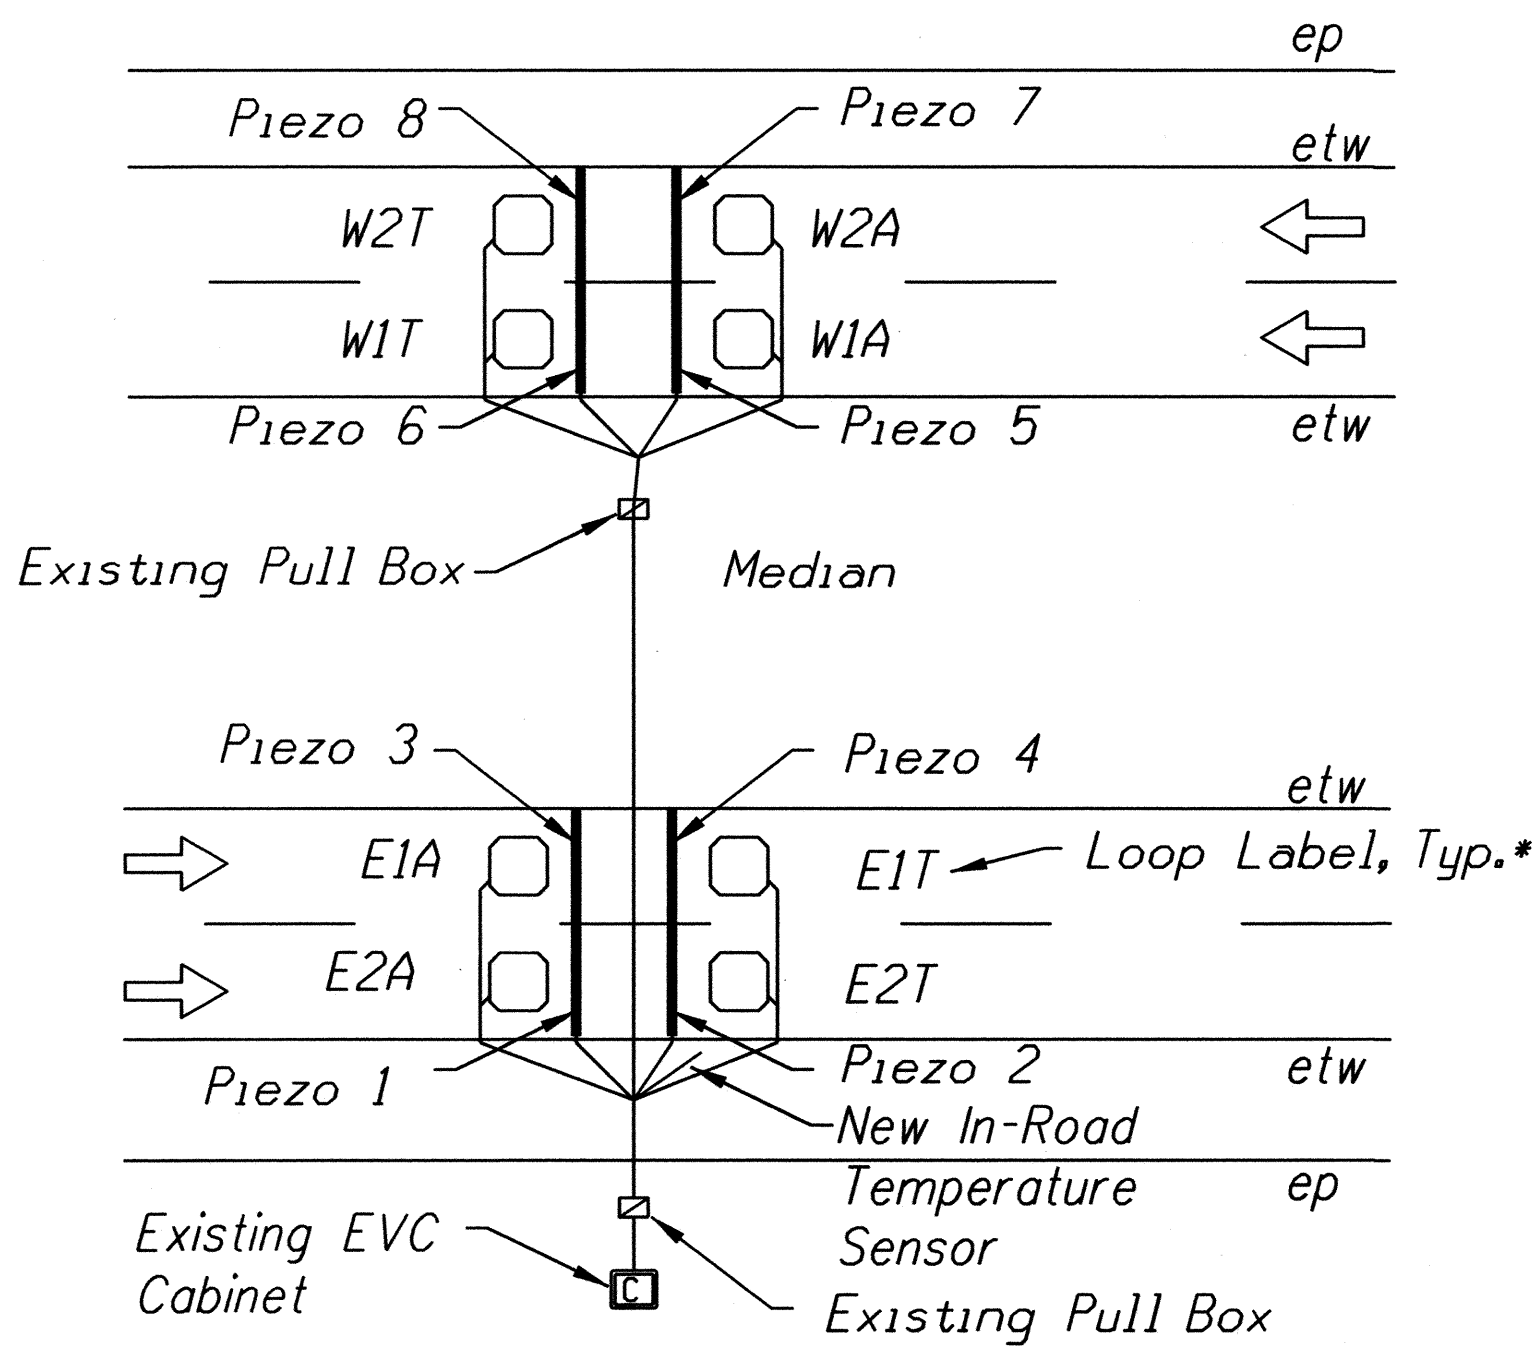 ep
Piezo 8
Piezo 7
etw
W2T
W2A
W1T
W1A
Piezo 6
Piezo 5
etw
Existing Pull Box
Median
Piezo 3
Piezo 4
etw
E1A
E1T
Loop Label, Typ.*
E2A
E2T
Piezo 1
Piezo 2
etw
New In-Road
Temperature
Sensor
ep
Existing EVC
Cabinet
C
Existing Pull Box